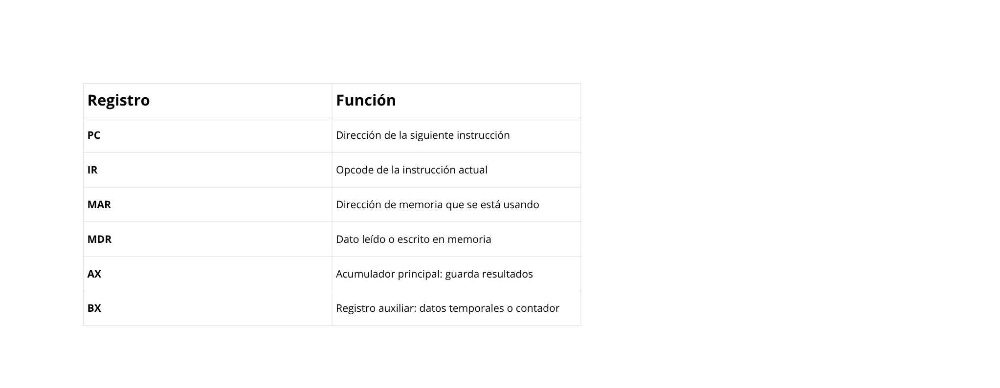 Registro Función
PC Dirección de la siguiente instrucción
IR Opcode de la instrucción actual
MAR Dirección de memoria que se está usando
MDR Dato leído o escrito en memoria
AX Acumulador principal: guarda resultados
BX Registro auxiliar: datos temporales o contador